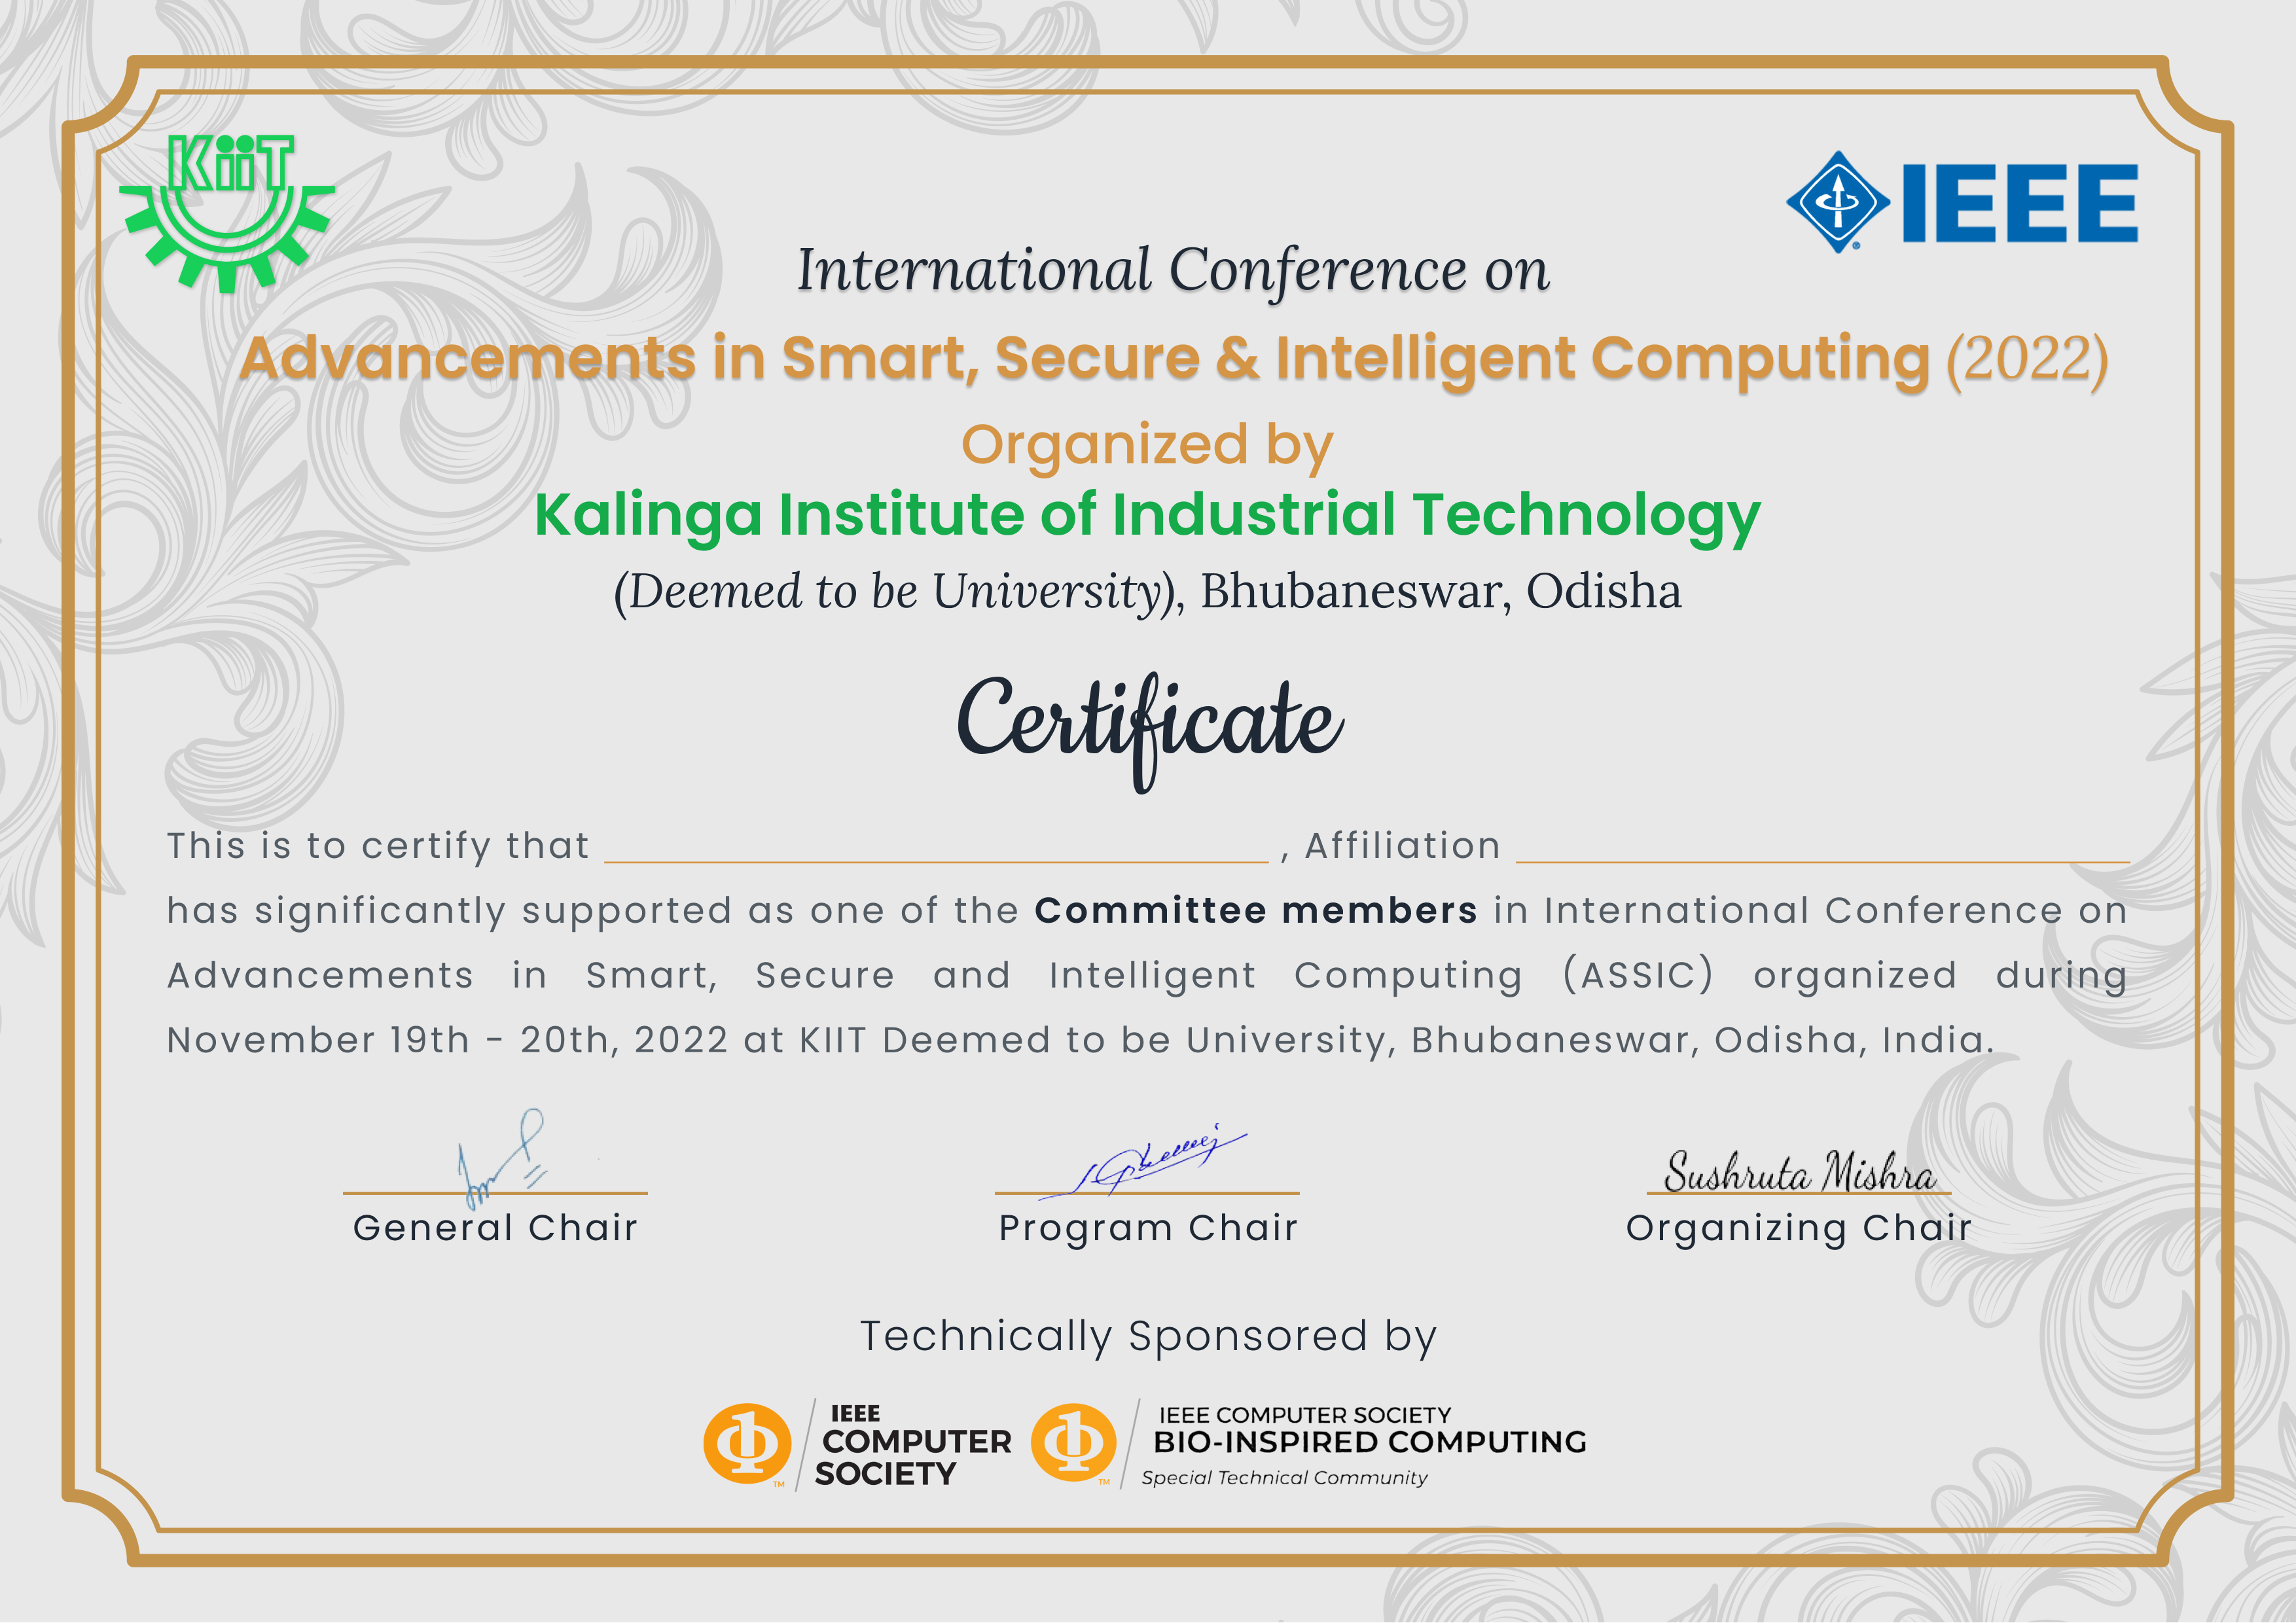 KiiT
IEEE
International Conference on
Advancements in Smart, Secure & Intelligent Computing (2022)
Organized by
Kalinga Institute of Industrial Technology
(Deemed to be University), Bhubaneswar, Odisha
Certificate
This is to certify that , Affiliation
has significantly supported as one of the Committee members in International Conference on
Advancements in Smart, Secure and Intelligent Computing (ASSIC) organized during
November 19th - 20th, 2022 at KIIT Deemed to be University, Bhubaneswar, Odisha, India.
Sushruta Mishra
General Chair
Program Chair
Organizing Chair
Technically Sponsored by
IEEE
COMPUTER
SOCIETY
TM
IEEE COMPUTER SOCIETY
BIO-INSPIRED COMPUTING
Special Technical Community
TM